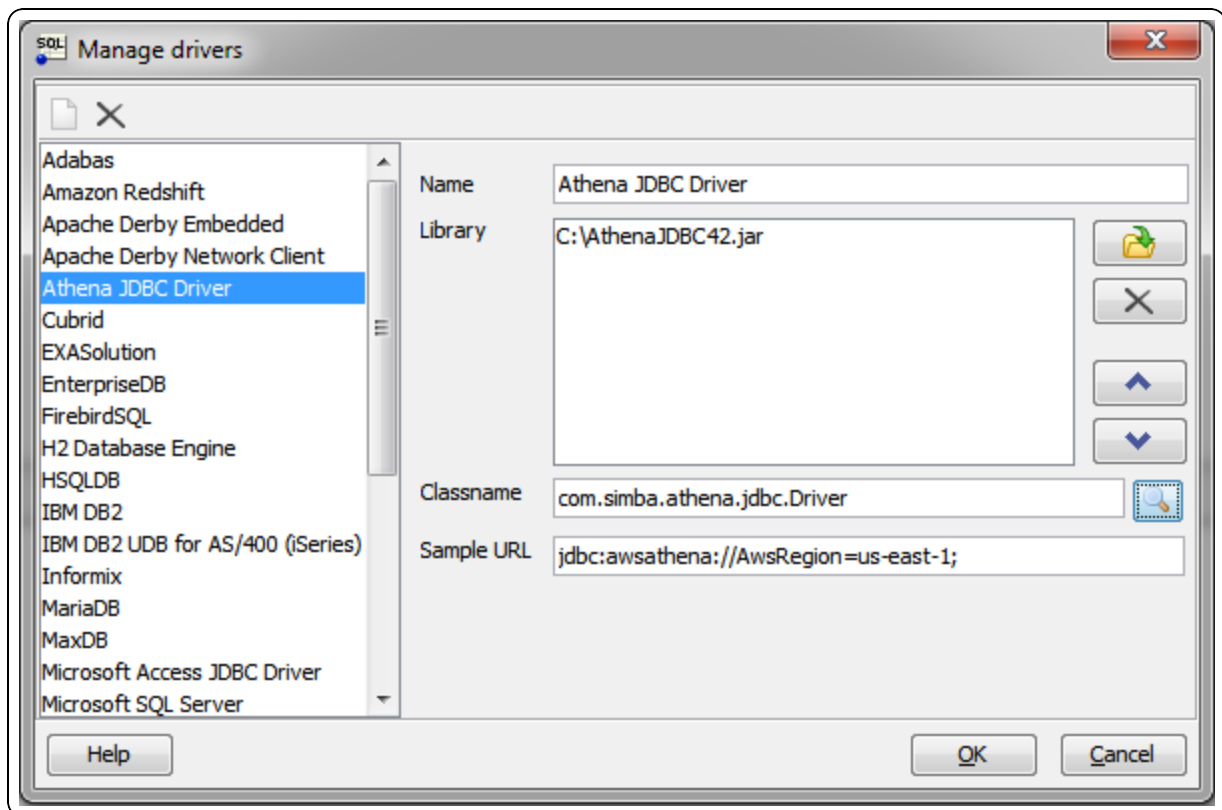 SQL Manage drivers
Adabas
Amazon Redshift
Apache Derby Embedded
Apache Derby Network Client
Athena JDBC Driver
Cubrid
EXASolution
EnterpriseDB
FirebirdSQL
H2 Database Engine
HSQLDB
IBM DB2
IBM DB2 UDB for AS/400 (iSeries)
Informix
MariaDB
MaxDB
Microsoft Access JDBC Driver
Microsoft SQL Server
Name Athena JDBC Driver
Library C:\AthenaJDBC42.jar
Classname com.simba.athena.jdbc.Driver
Sample URL jdbc:awsathena://AwsRegion=us-east-1;
Help OK Cancel